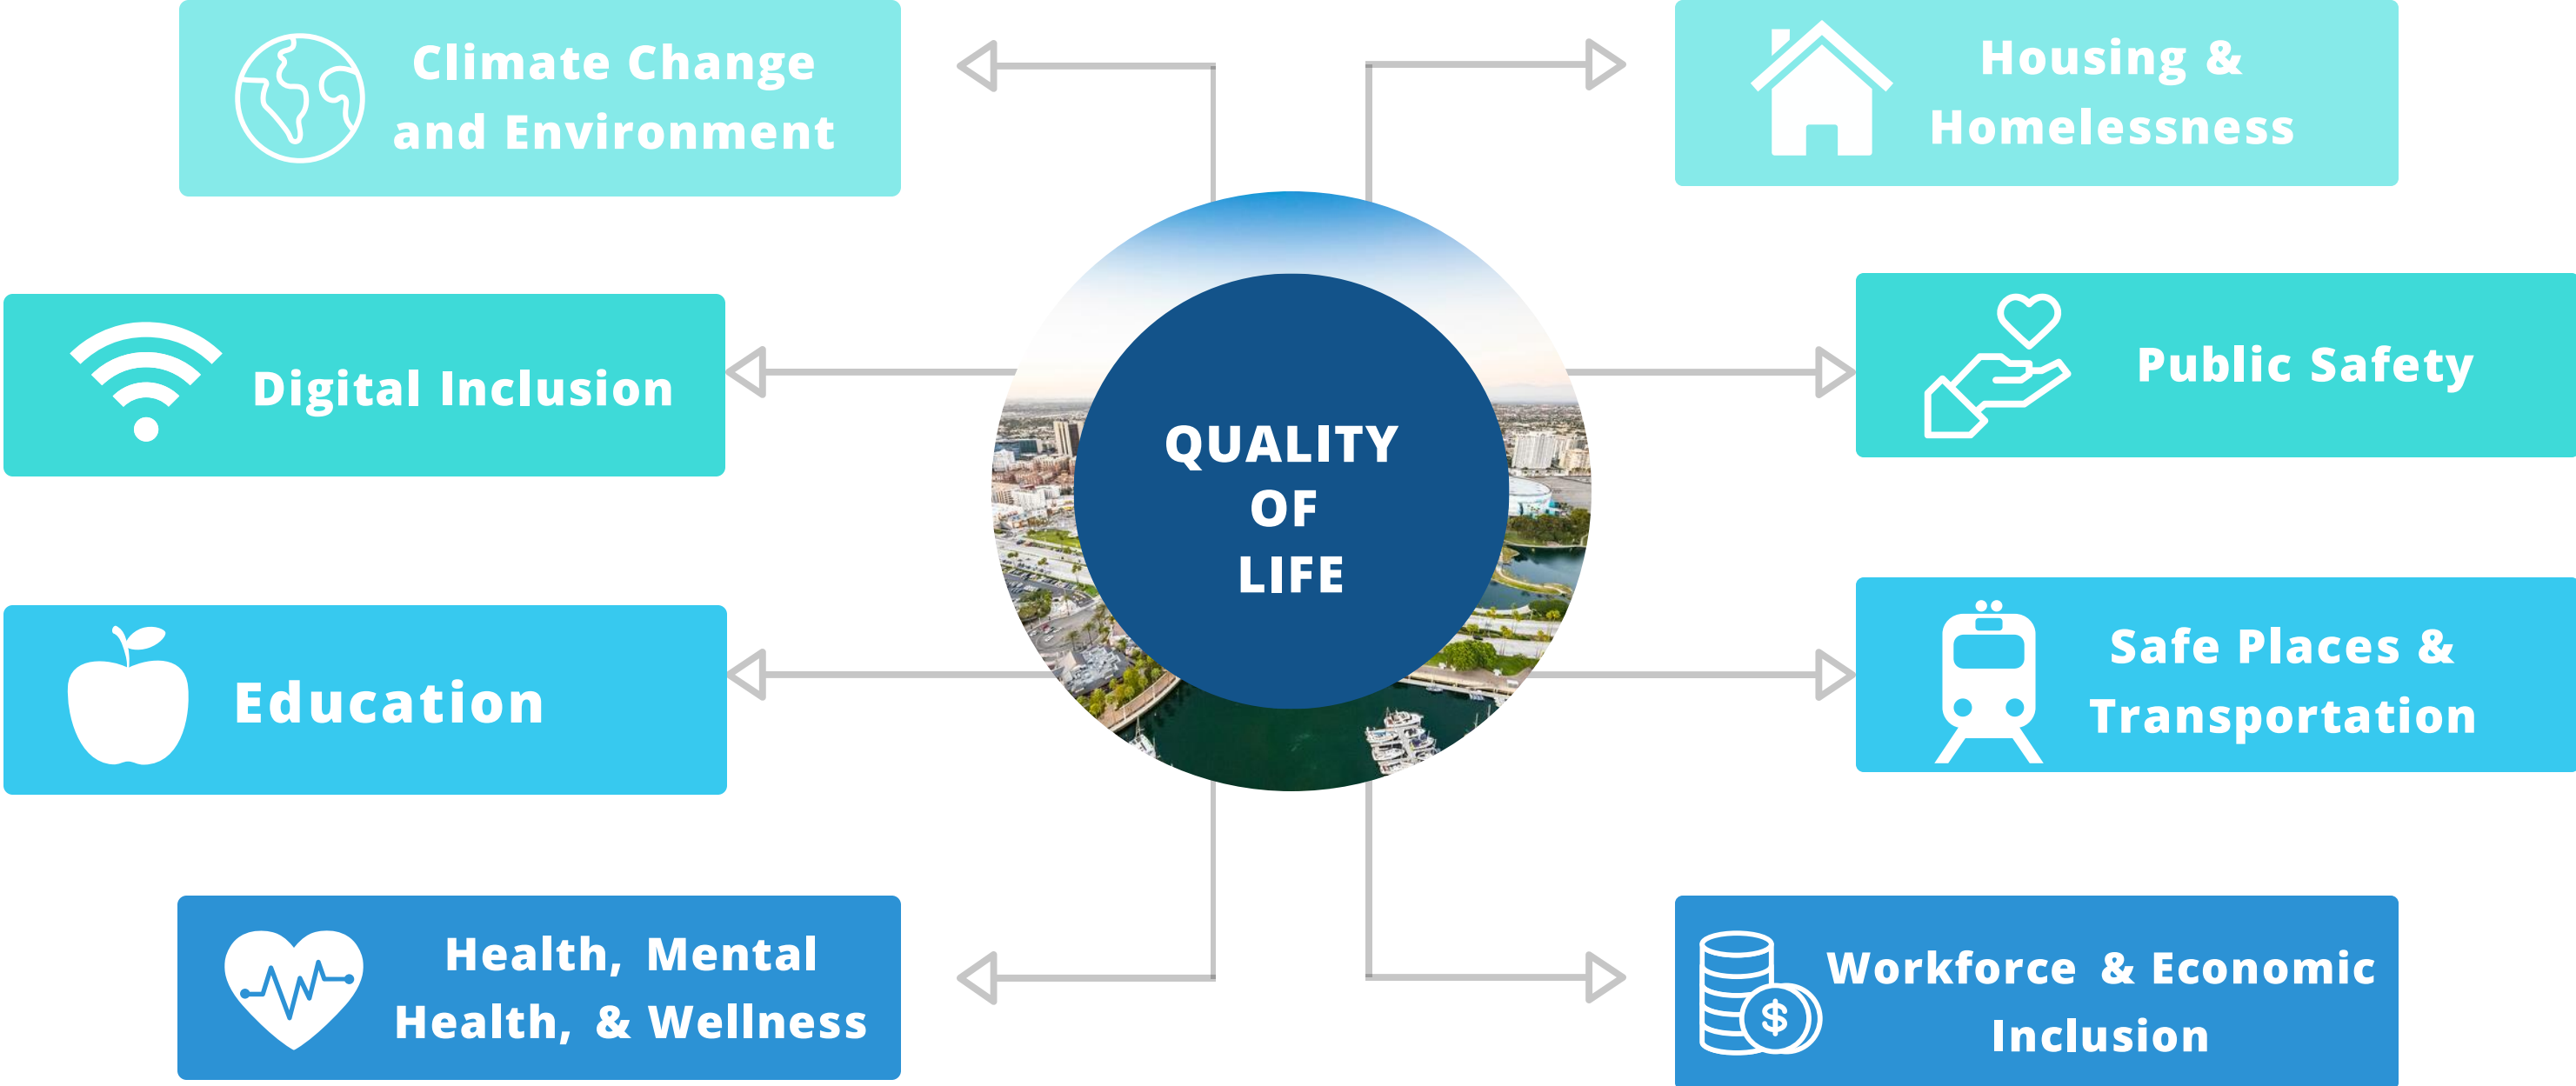 Climate Change
and Environment
Housing &
Homelessness
Digital Inclusion
Public Safety
QUALITY
OF
LIFE
Education
Safe Places &
Transportation
Health, Mental
Health, & Wellness
$
Workforce & Economic
Inclusion